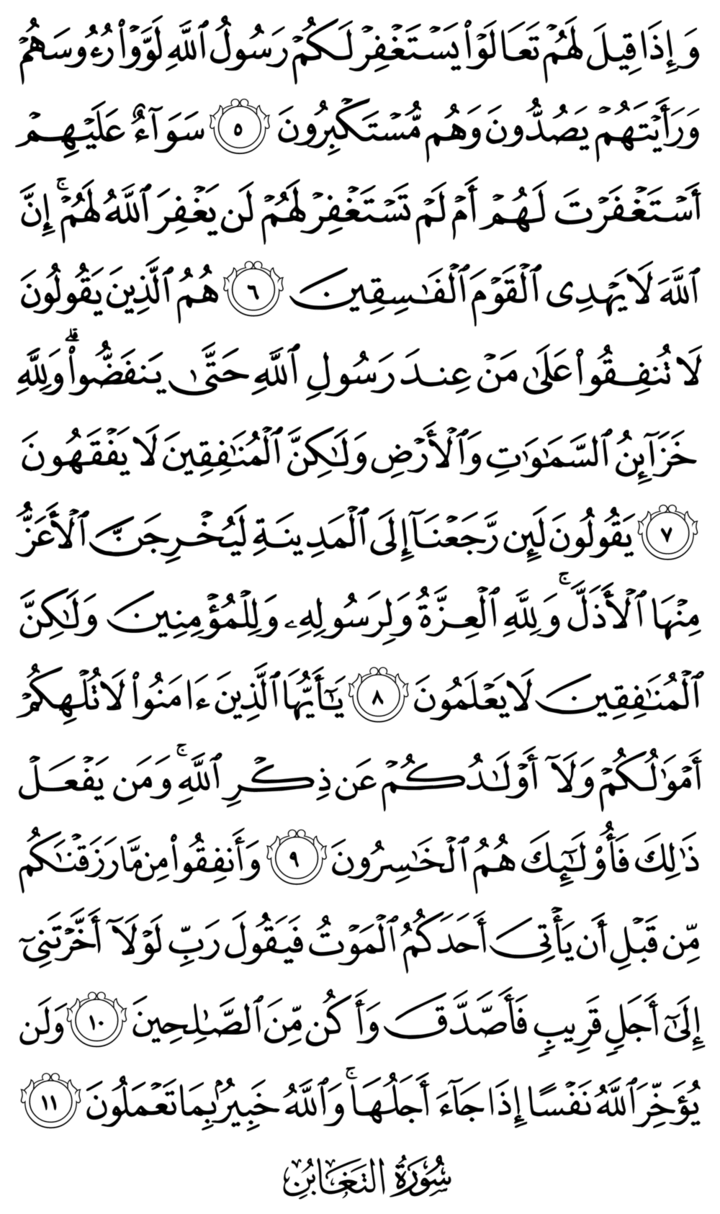 وَإِذَا قِيلَ لَهُمْ تَعَالَوْا۟ يَسْتَغْفِرْ لَكُمْ رَسُولُ ٱللَّهِ لَوَّوْا۟ رُءُوسَهُمْ
وَرَأَيْتَهُمْ يَصُدُّونَ وَهُم مُّسْتَكْبِرُونَ ٥ سَوَآءٌ عَلَيْهِمْ
أَسْتَغْفَرْتَ لَهُمْ أَمْ لَمْ تَسْتَغْفِرْ لَهُمْ لَن يَغْفِرَ ٱللَّهُ لَهُمْ ۚ إِنَّ
ٱللَّهَ لَا يَهْدِى ٱلْقَوْمَ ٱلْفَـٰسِقِينَ ٦ هُمُ ٱلَّذِينَ يَقُولُونَ
لَا تُنفِقُوا۟ عَلَىٰ مَنْ عِندَ رَسُولِ ٱللَّهِ حَتَّىٰ يَنفَضُّوا۟ ۗ وَلِلَّهِ
خَزَآئِنُ ٱلسَّمَـٰوَٰتِ وَٱلْأَرْضِ وَلَـٰكِنَّ ٱلْمُنَـٰفِقِينَ لَا يَفْقَهُونَ
٧ يَقُولُونَ لَئِن رَّجَعْنَآ إِلَى ٱلْمَدِينَةِ لَيُخْرِجَنَّ ٱلْأَعَزُّ
مِنْهَا ٱلْأَذَلَّ ۚ وَلِلَّهِ ٱلْعِزَّةُ وَلِرَسُولِهِۦ وَلِلْمُؤْمِنِينَ وَلَـٰكِنَّ
ٱلْمُنَـٰفِقِينَ لَا يَعْلَمُونَ ٨ يَـٰٓأَيُّهَا ٱلَّذِينَ ءَامَنُوا۟ لَا تُلْهِكُمْ
أَمْوَٰلُكُمْ وَلَآ أَوْلَـٰدُكُمْ عَن ذِكْرِ ٱللَّهِ ۚ وَمَن يَفْعَلْ
ذَٰلِكَ فَأُو۟لَـٰٓئِكَ هُمُ ٱلْخَـٰسِرُونَ ٩ وَأَنفِقُوا۟ مِن مَّا رَزَقْنَـٰكُم
مِّن قَبْلِ أَن يَأْتِىَ أَحَدَكُمُ ٱلْمَوْتُ فَيَقُولَ رَبِّ لَوْلَآ أَخَّرْتَنِىٓ
إِلَىٰٓ أَجَلٍ قَرِيبٍ فَأَصَّدَّقَ وَأَكُن مِّنَ ٱلصَّـٰلِحِينَ ١٠ وَلَن
يُؤَخِّرَ ٱللَّهُ نَفْسًا إِذَا جَآءَ أَجَلُهَا ۚ وَٱللَّهُ خَبِيرٌۢ بِمَا تَعْمَلُونَ ١١
سُورَةُ التَّغَابُنِ